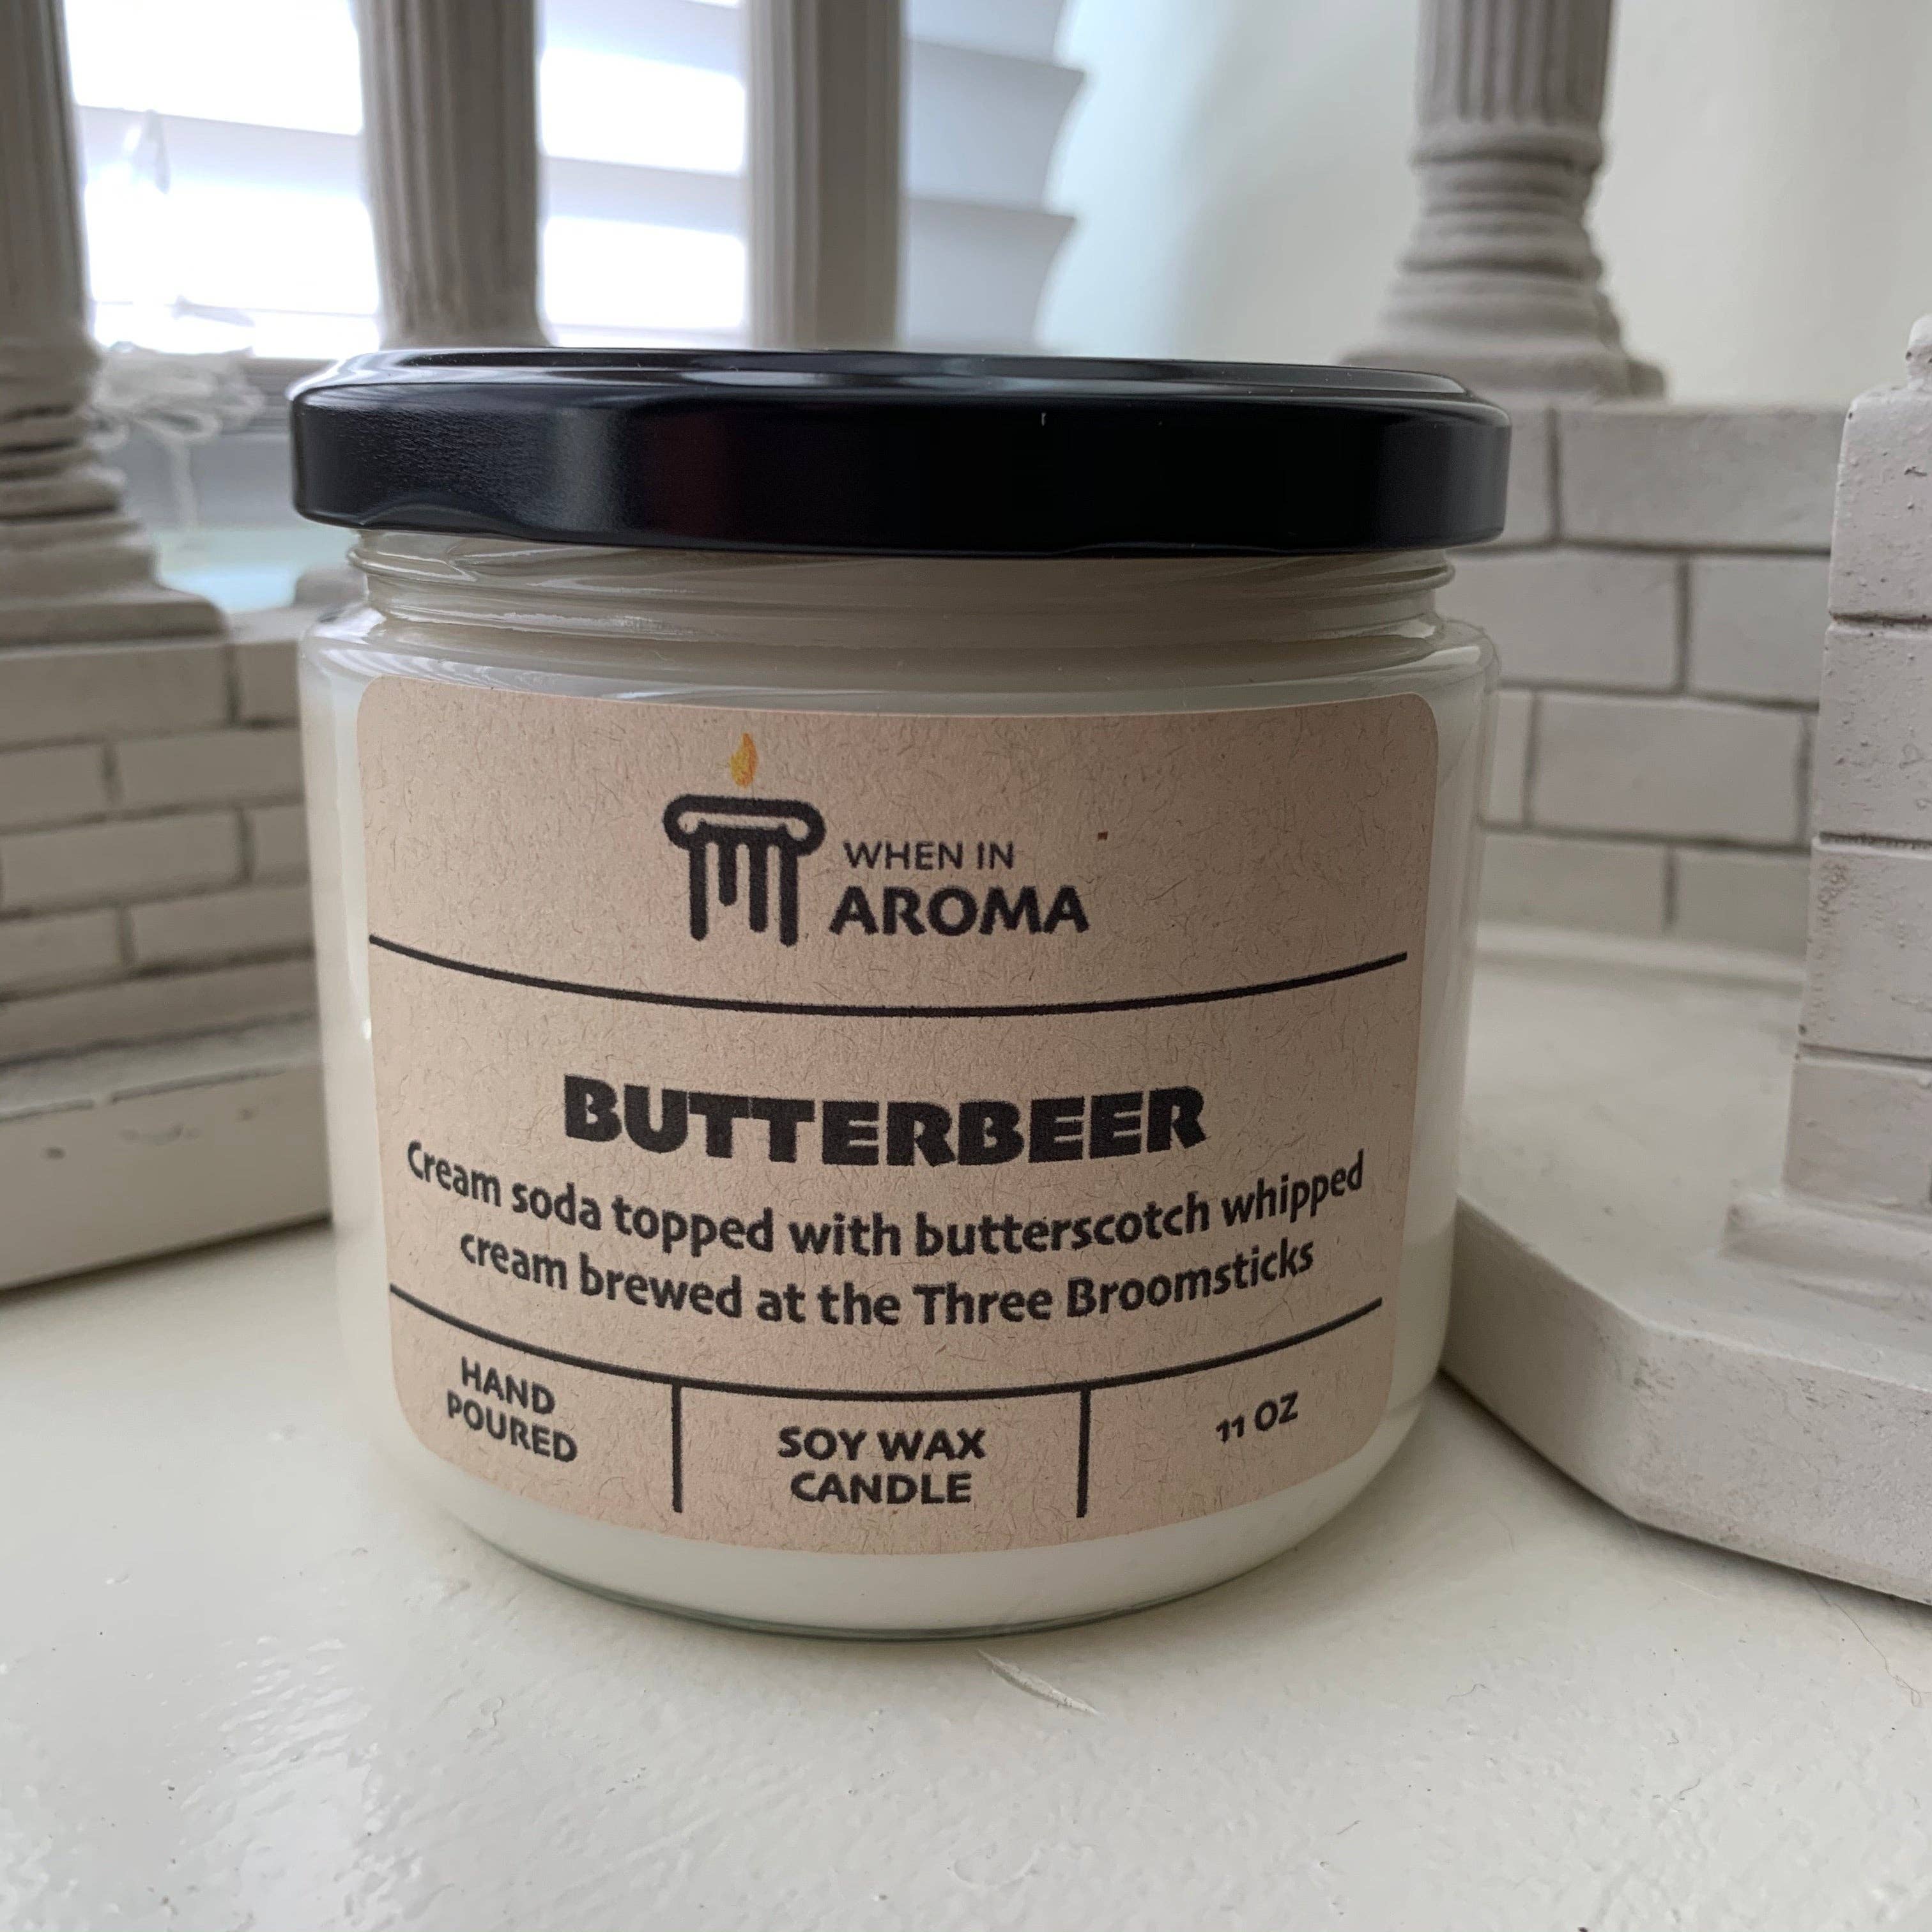 WHEN IN
AROMA
BUTTERBEER
Cream soda topped with butterscotch whipped
cream brewed at the Three Broomsticks
HAND
POURED
SOY WAX
CANDLE
11 OZ